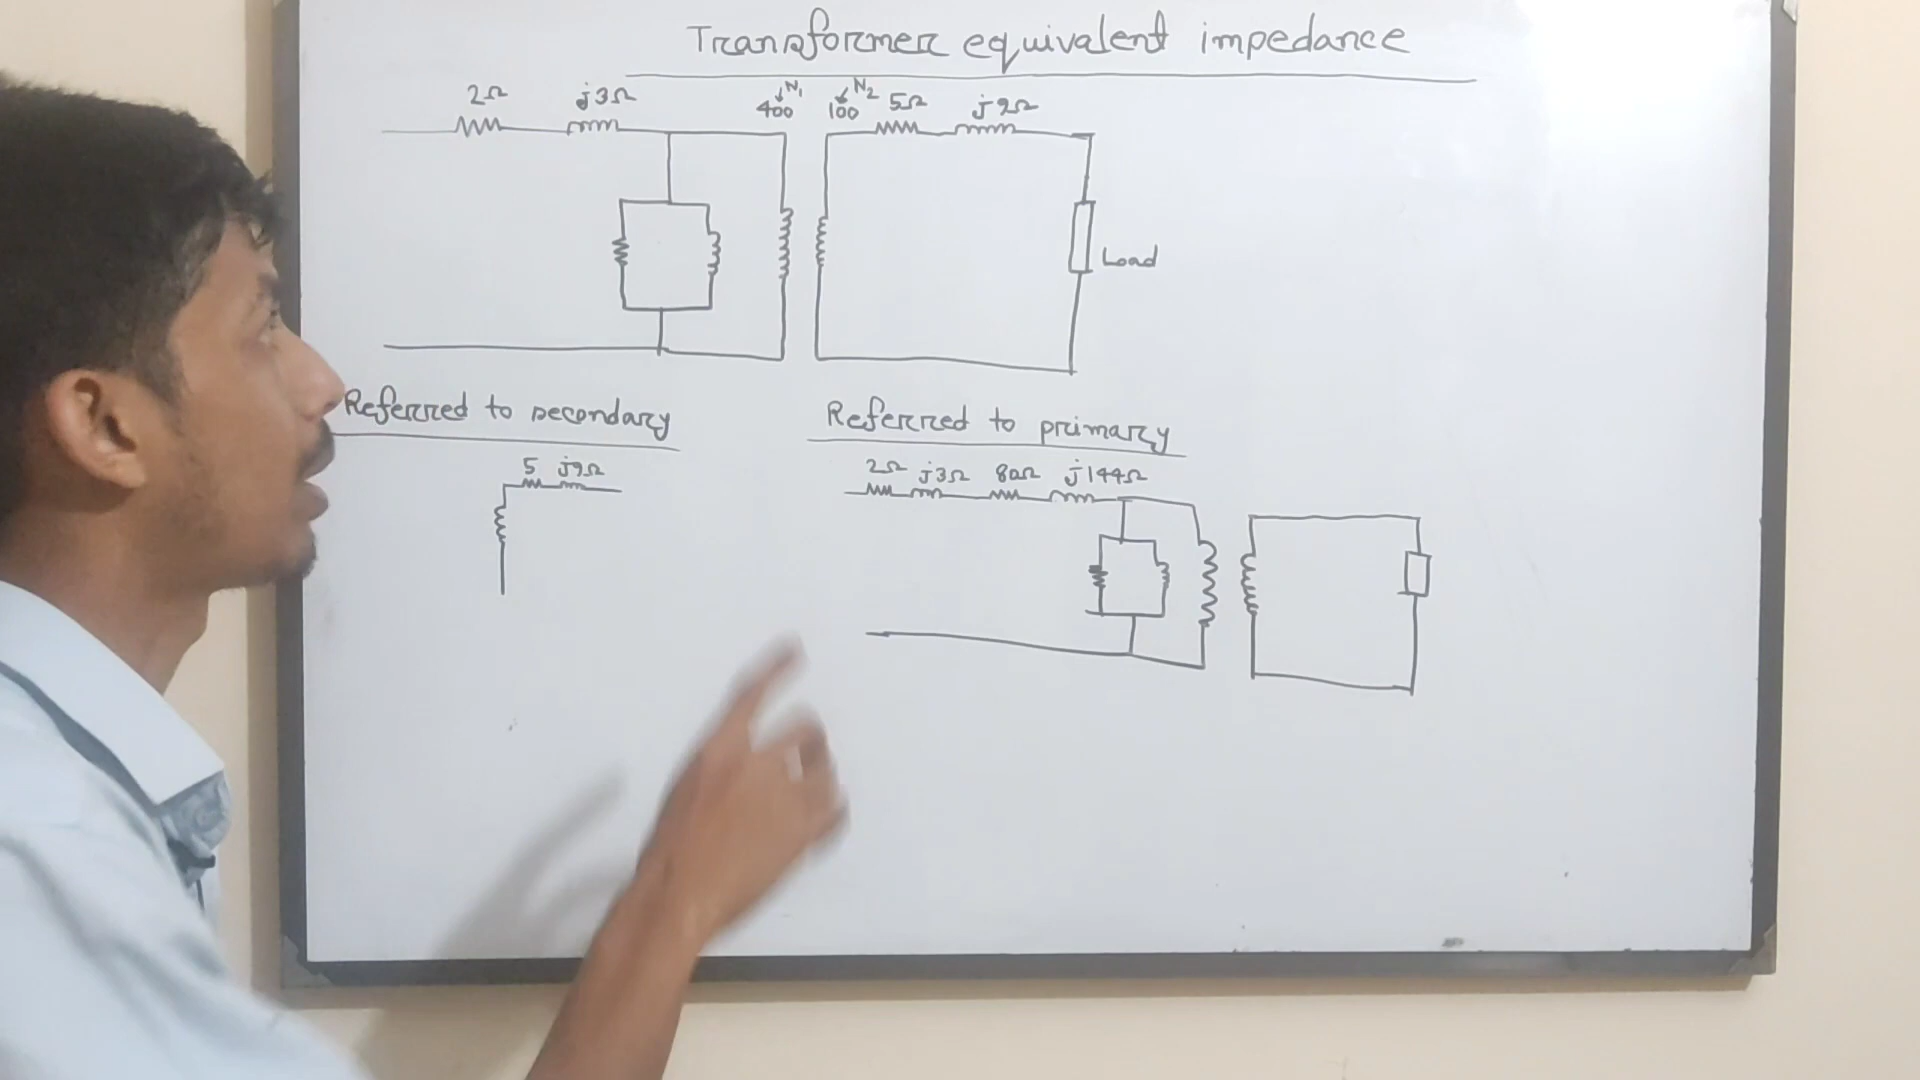 Transformer equivalent impedance
2Ω j3Ω 400 N1 100 N2 5Ω j9Ω
Load
Referred to secondary
5 j9Ω
Referred to primary
2Ω j3Ω 80Ω j144Ω